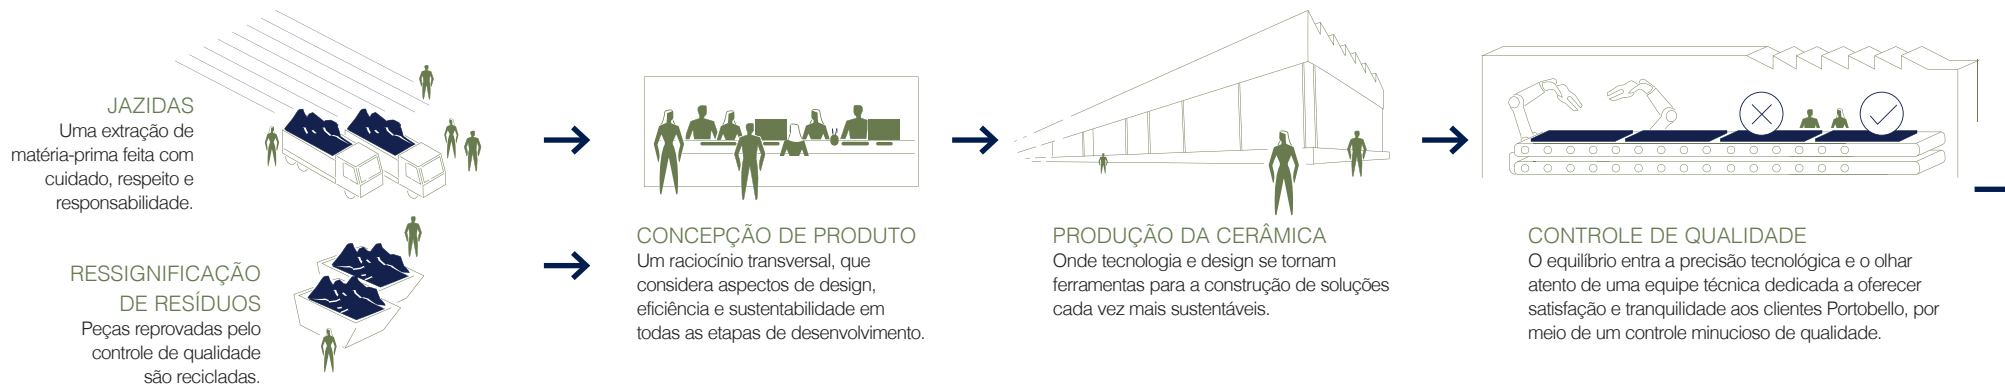 JAZIDAS
Uma extração de
matéria-prima feita com
cuidado, respeito e
responsabilidade.
RESSIGNIFICAÇÃO
DE RESÍDUOS
Peças reprovadas pelo
controle de qualidade
são recicladas.
CONCEPÇÃO DE PRODUTO
Um raciocínio transversal, que
considera aspectos de design,
eficiência e sustentabilidade em
todas as etapas de desenvolvimento.
PRODUÇÃO DA CERÂMICA
Onde tecnologia e design se tornam
ferramentas para a construção de soluções
cada vez mais sustentáveis.
CONTROLE DE QUALIDADE
O equilíbrio entra a precisão tecnológica e o olhar
atento de uma equipe técnica dedicada a oferecer
satisfação e tranquilidade aos clientes Portobello, por
meio de um controle minucioso de qualidade.